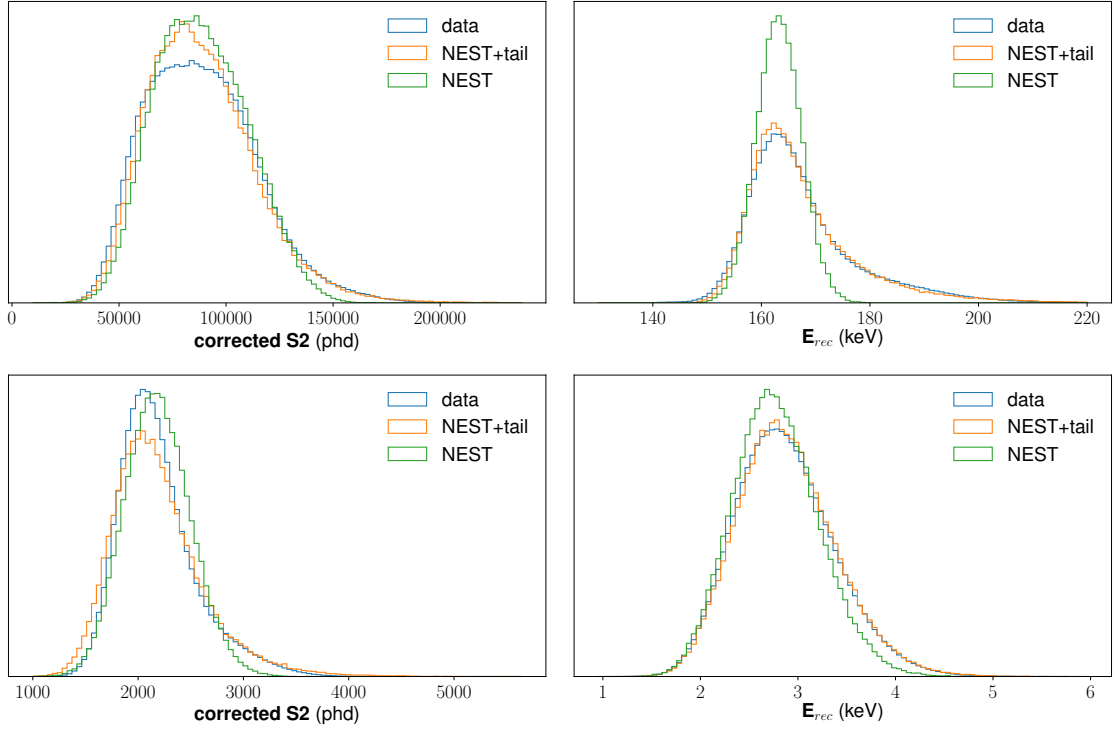 data
NEST+tail
NEST
0 50000 100000 150000 200000
corrected S2 (phd)
data
NEST+tail
NEST
140 160 180 200 220
E_rec (keV)
data
NEST+tail
NEST
1000 2000 3000 4000 5000
corrected S2 (phd)
data
NEST+tail
NEST
1 2 3 4 5 6
E_rec (keV)